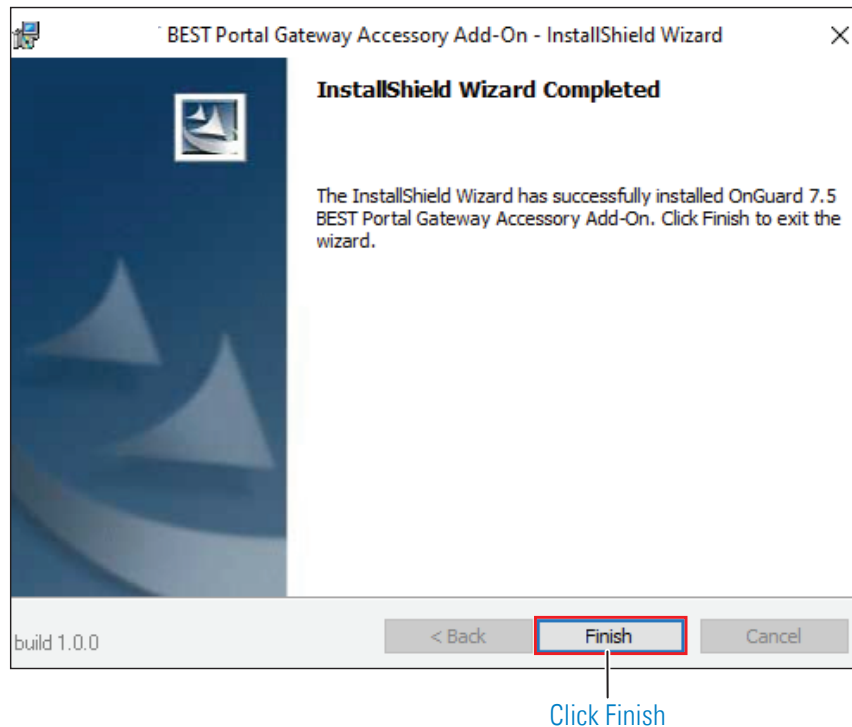 BEST Portal Gateway Accessory Add-On - InstallShield Wizard
InstallShield Wizard Completed
The InstallShield Wizard has successfully installed OnGuard 7.5
BEST Portal Gateway Accessory Add-On. Click Finish to exit the
wizard.
build 1.0.0
< Back
Finish
Cancel
Click Finish